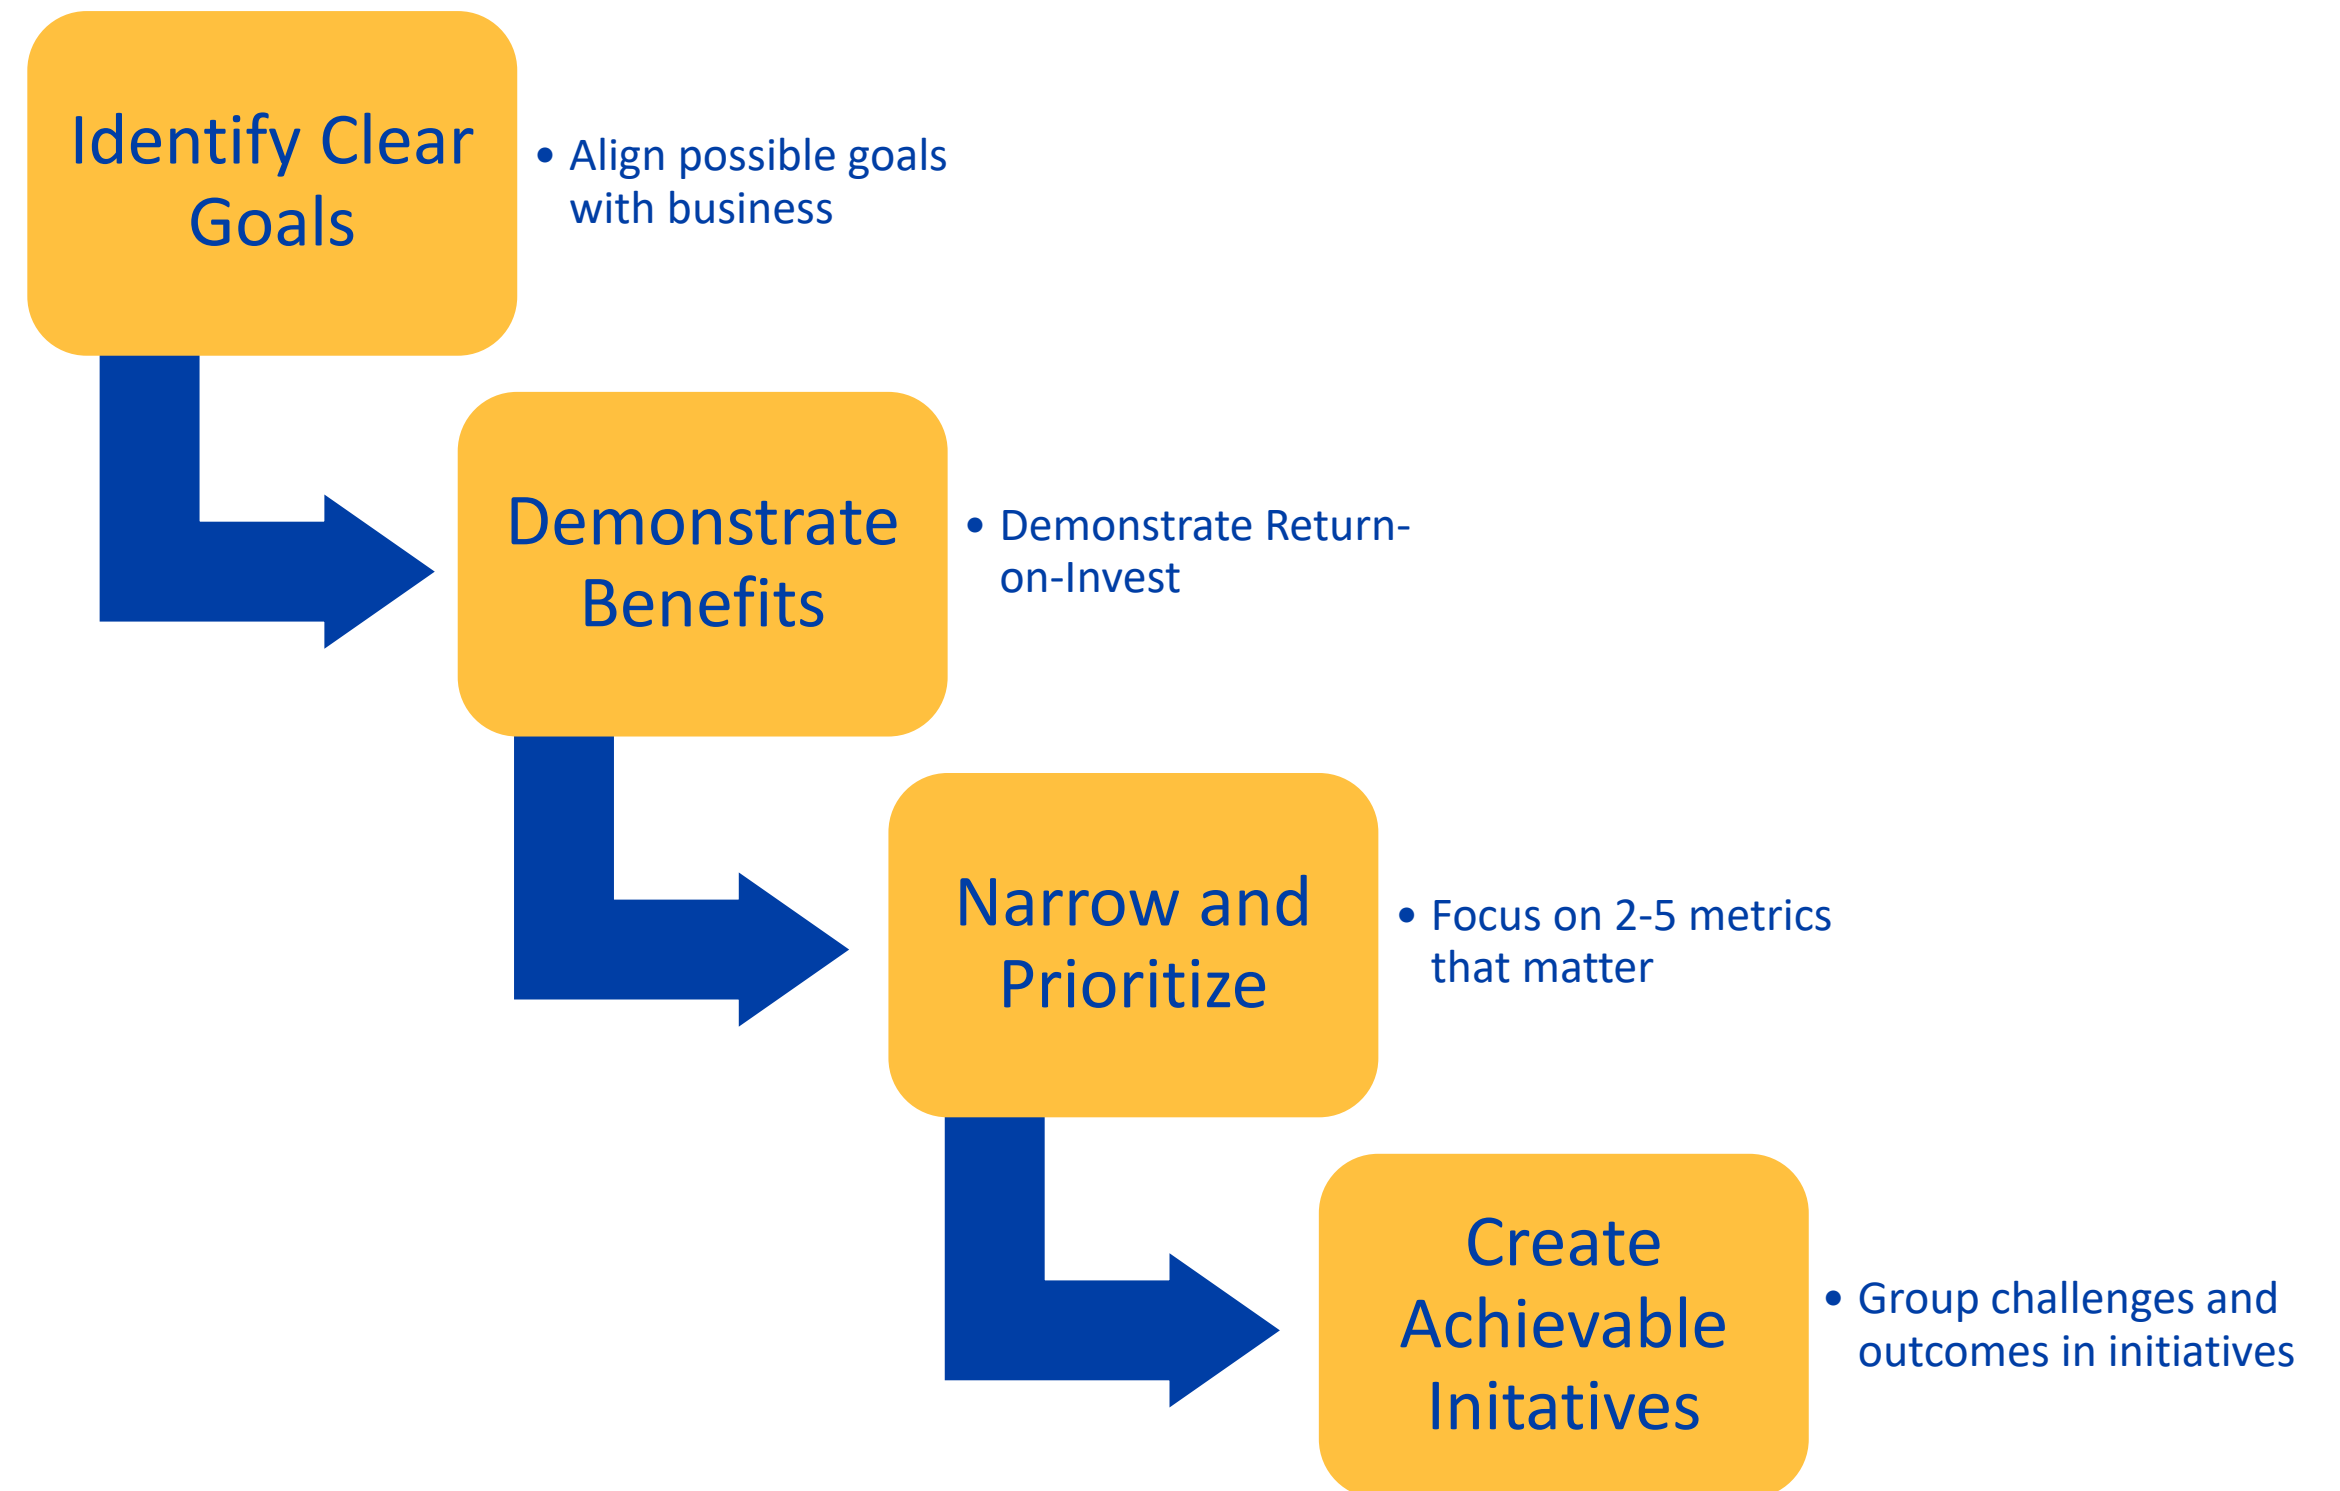 Identify Clear
Goals
• Align possible goals
with business
Demonstrate
Benefits
• Demonstrate Return-
on-Invest
Narrow and
Prioritize
• Focus on 2-5 metrics
that matter
Create
Achievable
Initatives
• Group challenges and
outcomes in initiatives